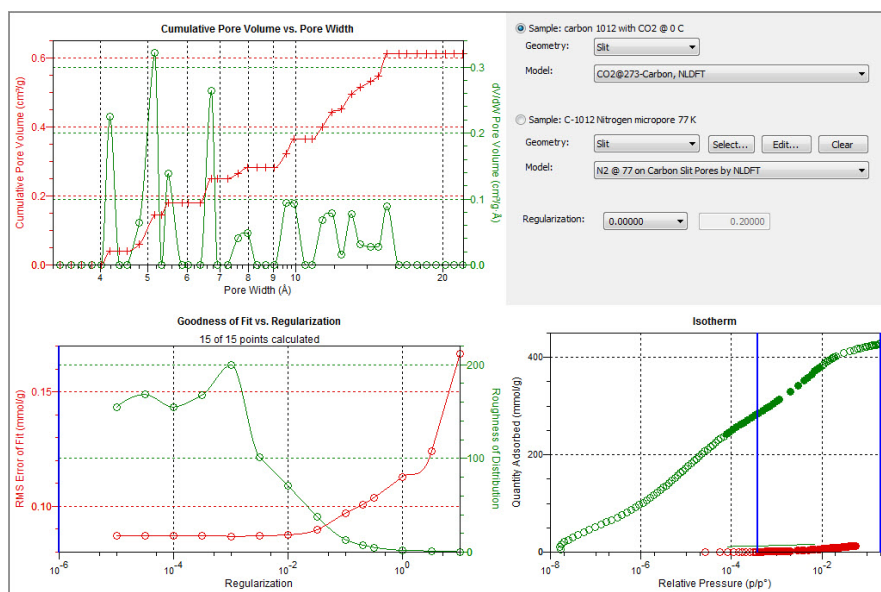 Cumulative Pore Volume vs. Pore Width
Cumulative Pore Volume (cm³/g)
0.6
0.4
0.2
0.0
dV/dW Pore Volume (cm³/g·Å)
0.3
0.2
0.1
0.0
4
5
6
7
8
10
20
Pore Width (Å)
Sample: carbon 1012 with CO2 @ 0 C
Geometry: Slit
Model:
CO2@273-Carbon, NLDFT
Sample: C-1012 Nitrogen micropore 77 K
Geometry: Slit Select... Edit... Clear
Model:
N2 @ 77 on Carbon Slit Pores by NLDFT
Regularization: 0.00000 0.20000
Goodness of Fit vs. Regularization
15 of 15 points calculated
RMS Error of Fit (mmol/g)
0.15
0.10
Roughness of Distribution
200
100
0
10⁻⁶
10⁻⁴
10⁻²
10⁰
Regularization
Isotherm
Quantity Adsorbed (mmol/g)
400
200
0
10⁻⁸
10⁻⁶
10⁻⁴
10⁻²
Relative Pressure (p/p°)